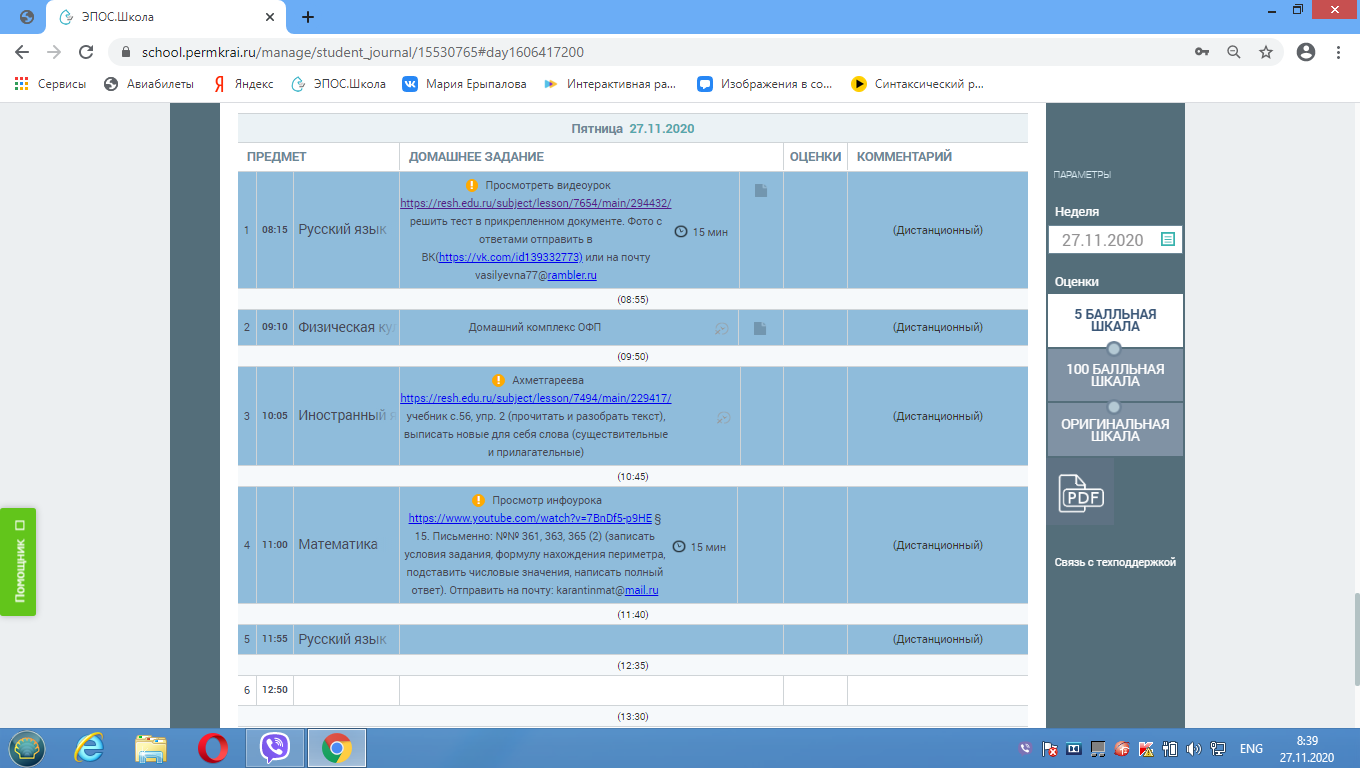 ЭПОС.Школа
school.permkrai.ru/manage/student_journal/15530765#day1606417200
Сервисы Авиабилеты Яндекс ЭПОС.Школа Мария Ерыпалова Интерактивная ра... Изображения в со... Синтаксический р...
Пятница 27.11.2020
ПРЕДМЕТ ДОМАШНЕЕ ЗАДАНИЕ ОЦЕНКИ КОММЕНТАРИЙ
1 08:15 Русский язык
Просмотреть видеоурок
https://resh.edu.ru/subject/lesson/7654/main/294432/
решить тест в прикрепленном документе. Фото с
ответами отправить в
ВК(https://vk.com/id139332773) или на почту
vasilyevna77@rambler.ru
15 мин
(Дистанционный)
(08:55)
2 09:10 Физическая кул
Домашний комплекс ОФП
(Дистанционный)
(09:50)
3 10:05 Иностранный я
Ахметгареева
https://resh.edu.ru/subject/lesson/7494/main/229417/
учебник с.56, упр. 2 (прочитать и разобрать текст),
выписать новые для себя слова (существительные
и прилагательные)
(Дистанционный)
(10:45)
4 11:00 Математика
Просмотр инфоурока
https://www.youtube.com/watch?v=7BnDf5-p9HE §
15. Письменно: №№ 361, 363, 365 (2) (записать
условия задания, формулу нахождения периметра,
подставить числовые значения, написать полный
ответ). Отправить на почту: karantinmat@mail.ru
15 мин
(Дистанционный)
(11:40)
5 11:55 Русский язык
(Дистанционный)
(12:35)
6 12:50
(13:30)
ПАРАМЕТРЫ
Неделя
27.11.2020
Оценки
5 БАЛЛЬНАЯ
ШКАЛА
100 БАЛЛЬНАЯ
ШКАЛА
ОРИГИНАЛЬНАЯ
ШКАЛА
PDF
Связь с техподдержкой
Помощник
ENG
8:39
27.11.2020